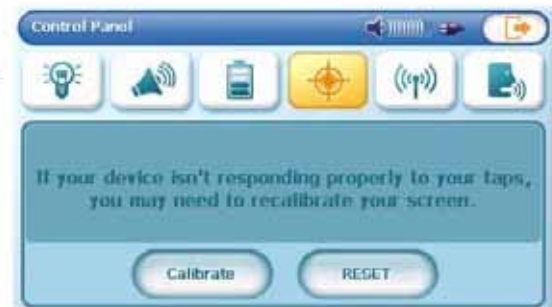 Control Panel
If your device isn't responding properly to your taps,
you may need to recalibrate your screen.
Calibrate RESET